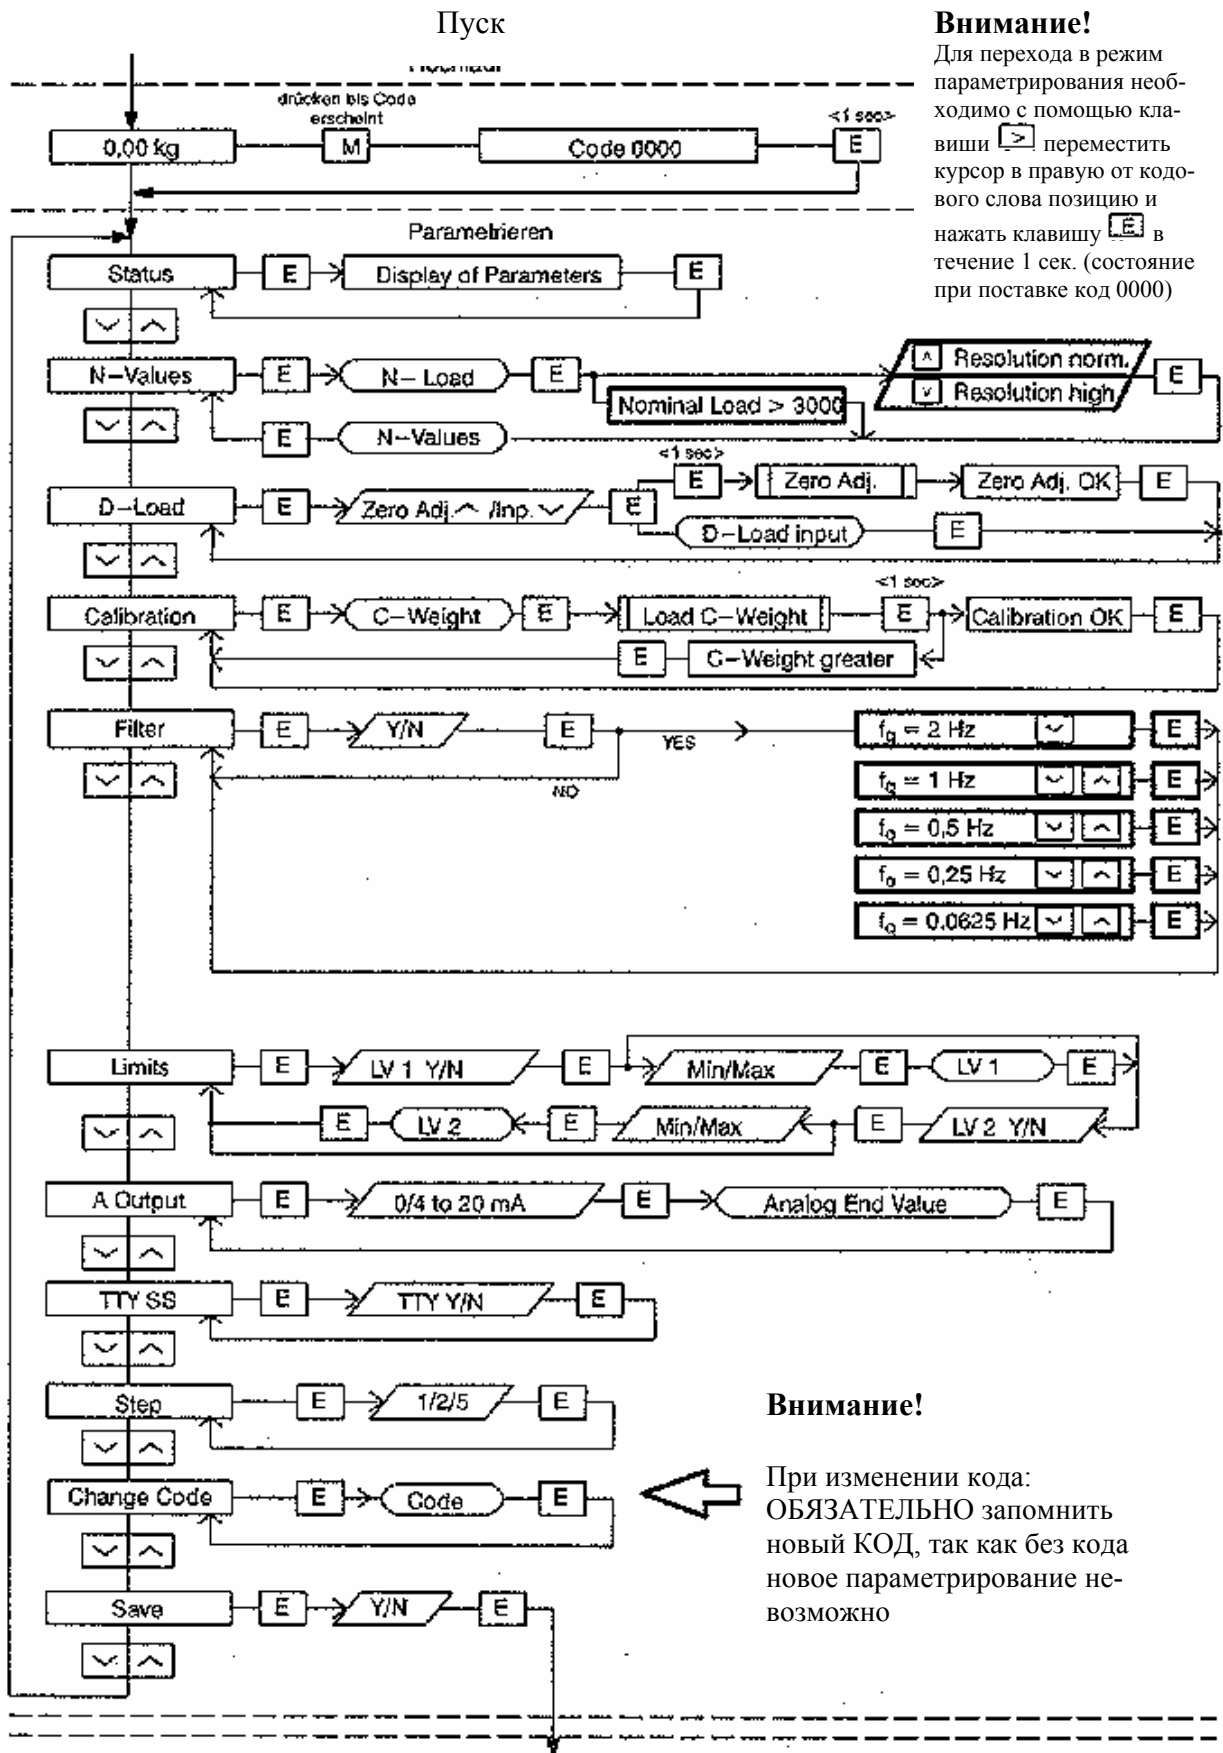 Пуск
Внимание!
Для перехода в режим
параметрирования необ-
ходимо с помощью кла-
виши > переместить
курсор в правую от кодо-
вого слова позицию и
нажать клавишу E в
течение 1 сек. (состояние
при поставке код 0000)
drücken bis Code
erscheint
<1 sec>
0,00 kg M Code 0000 E
Parametrieren
Status E Display of Parameters E
N-Values E N-Load E
Nominal Load > 3000
^ Resolution norm.
v Resolution high
E
E N-Values
<1 sec>
E Zero Adj. Zero Adj. OK E
D-Load E Zero Adj. ^ /Inp. v E
D-Load input E
<1 sec>
Calibration E C-Weight E Load C-Weight E Calibration OK E
E C-Weight greater
Filter E Y/N E YES
NO
fg = 2 Hz v E
fg = 1 Hz v ^ E
fg = 0,5 Hz v ^ E
fg = 0,25 Hz v ^ E
fg = 0,0625 Hz v ^ E
Limits E LV 1 Y/N E Min/Max E LV 1 E
E LV 2 E Min/Max E LV 2 Y/N
A Output E 0/4 to 20 mA E Analog End Value E
TTY SS E TTY Y/N E
Step E 1/2/5 E
Change Code E Code E
Save E Y/N E
Внимание!
При изменении кода:
ОБЯЗАТЕЛЬНО запомнить
новый КОД, так как без кода
новое параметрирование не-
возможно